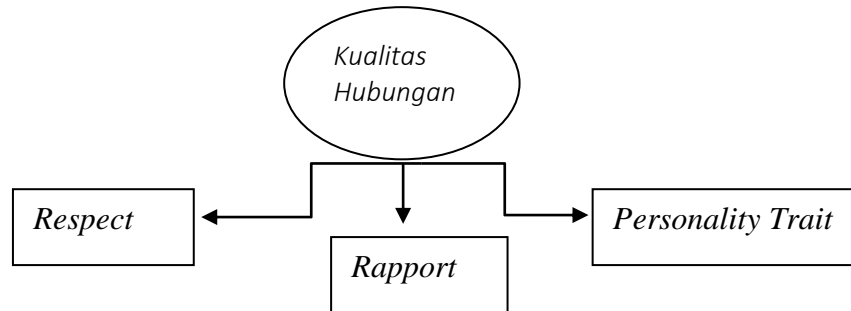 Kualitas
Hubungan
Respect
Personality Trait
Rapport